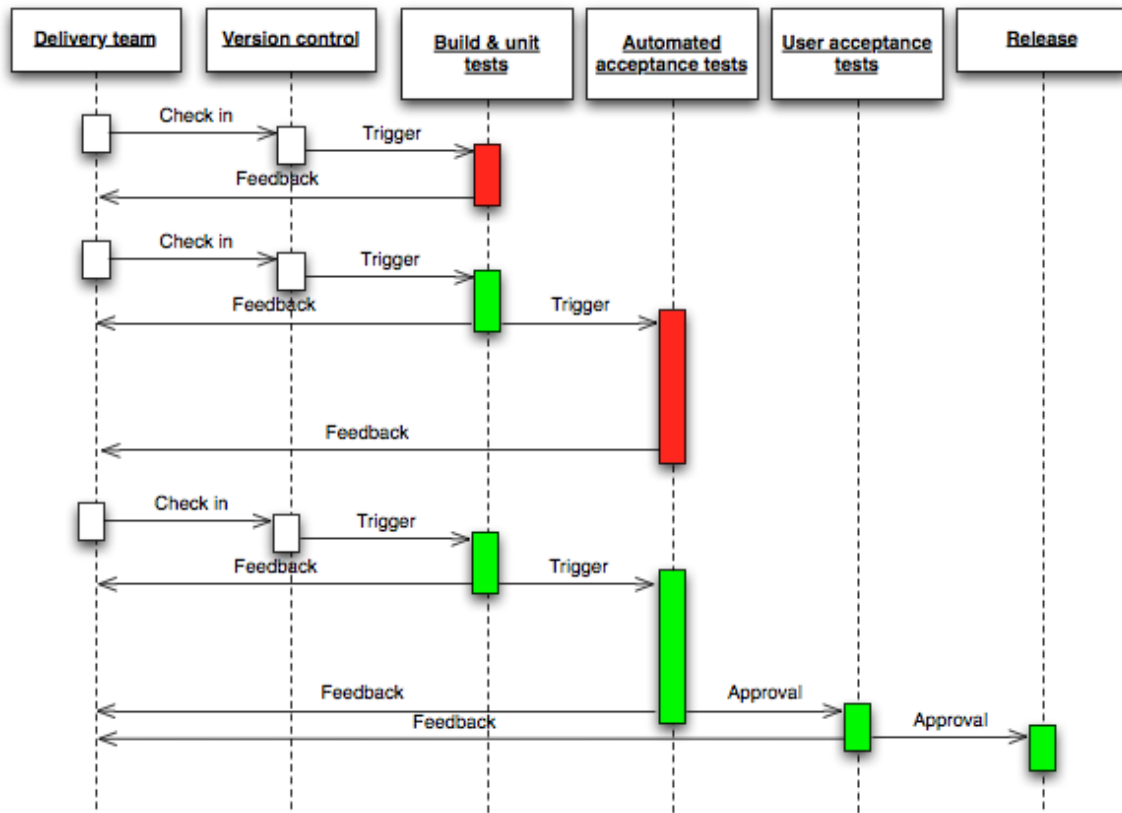 Delivery team
Version control
Build & unit
tests
Automated
acceptance tests
User acceptance
tests
Release
Check in
Trigger
Feedback
Check in
Trigger
Feedback
Trigger
Feedback
Check in
Trigger
Feedback
Trigger
Feedback
Approval
Feedback
Approval